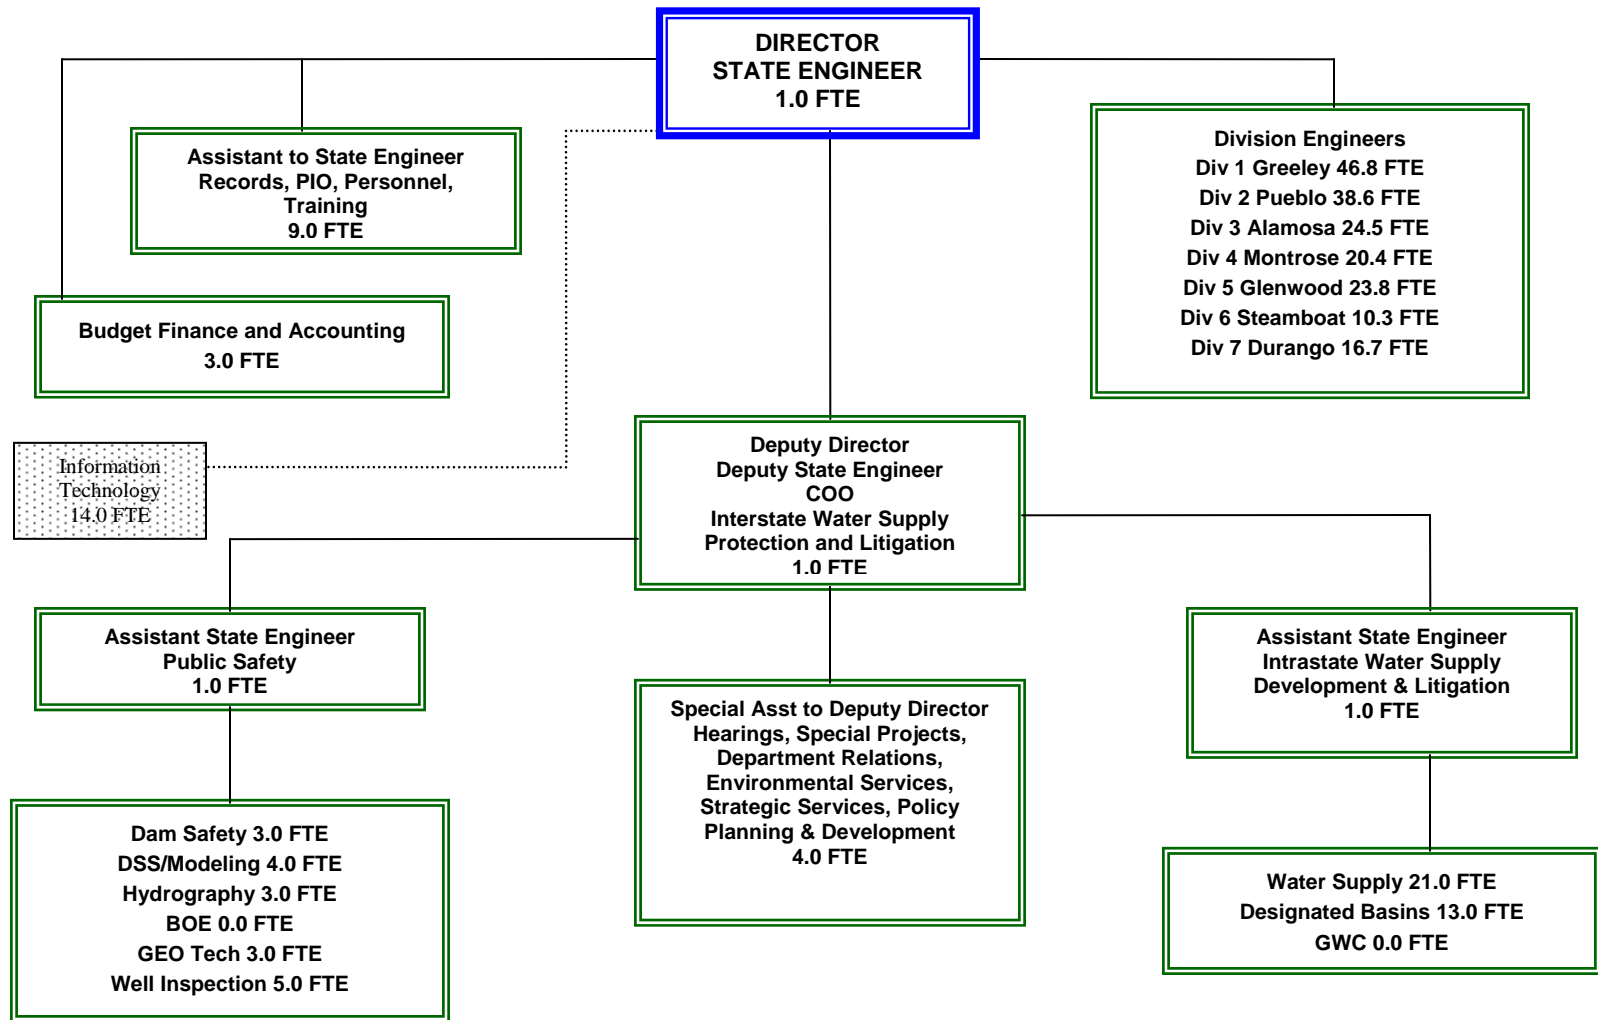 DIRECTOR
STATE ENGINEER
1.0 FTE
Assistant to State Engineer
Records, PIO, Personnel,
Training
9.0 FTE
Division Engineers
Div 1 Greeley 46.8 FTE
Div 2 Pueblo 38.6 FTE
Div 3 Alamosa 24.5 FTE
Div 4 Montrose 20.4 FTE
Div 5 Glenwood 23.8 FTE
Div 6 Steamboat 10.3 FTE
Div 7 Durango 16.7 FTE
Budget Finance and Accounting
3.0 FTE
Information
Technology
14.0 FTE
Deputy Director
Deputy State Engineer
COO
Interstate Water Supply
Protection and Litigation
1.0 FTE
Assistant State Engineer
Public Safety
1.0 FTE
Special Asst to Deputy Director
Hearings, Special Projects,
Department Relations,
Environmental Services,
Strategic Services, Policy
Planning & Development
4.0 FTE
Assistant State Engineer
Intrastate Water Supply
Development & Litigation
1.0 FTE
Dam Safety 3.0 FTE
DSS/Modeling 4.0 FTE
Hydrography 3.0 FTE
BOE 0.0 FTE
GEO Tech 3.0 FTE
Well Inspection 5.0 FTE
Water Supply 21.0 FTE
Designated Basins 13.0 FTE
GWC 0.0 FTE